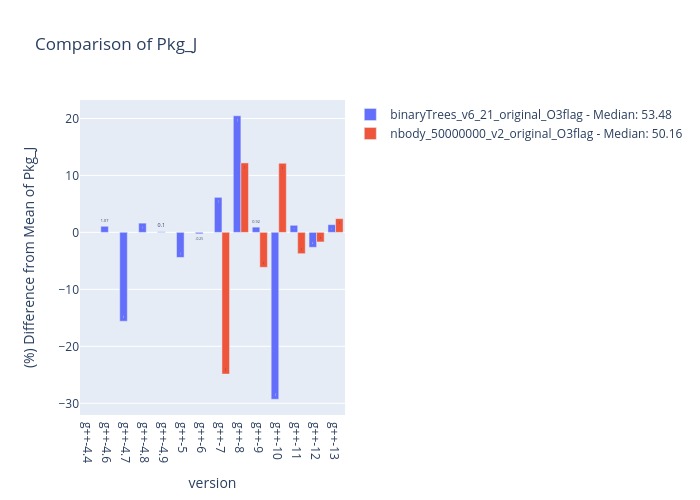 Comparison of Pkg_J
binaryTrees_v6_21_original_O3flag - Median: 53.48
nbody_50000000_v2_original_O3flag - Median: 50.16
(%) Difference from Mean of Pkg_J
20
10
0
−10
−20
−30
0.1
g++-4.4
g++-4.6
g++-4.7
g++-4.8
g++-4.9
g++-5
g++-6
g++-7
g++-8
g++-9
g++-10
g++-11
g++-12
g++-13
version